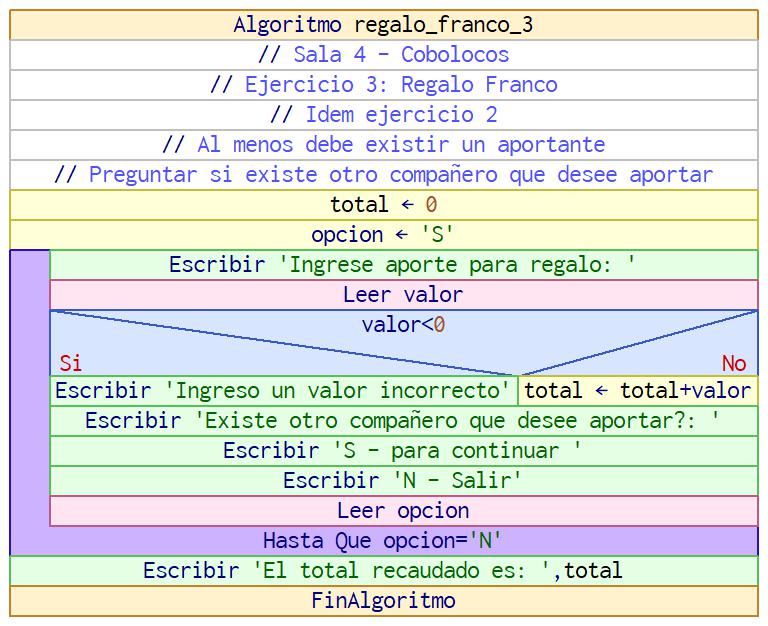 Algoritmo regalo_franco_3
// Sala 4 - Cobolocos
// Ejercicio 3: Regalo Franco
// Idem ejercicio 2
// Al menos debe existir un aportante
// Preguntar si existe otro compañero que desee aportar
total ← 0
opcion ← 'S'
Escribir 'Ingrese aporte para regalo: '
Leer valor
valor<0
Si No
Escribir 'Ingreso un valor incorrecto' total ← total+valor
Escribir 'Existe otro compañero que desee aportar?: '
Escribir 'S - para continuar '
Escribir 'N - Salir'
Leer opcion
Hasta Que opcion='N'
Escribir 'El total recaudado es: ',total
FinAlgoritmo